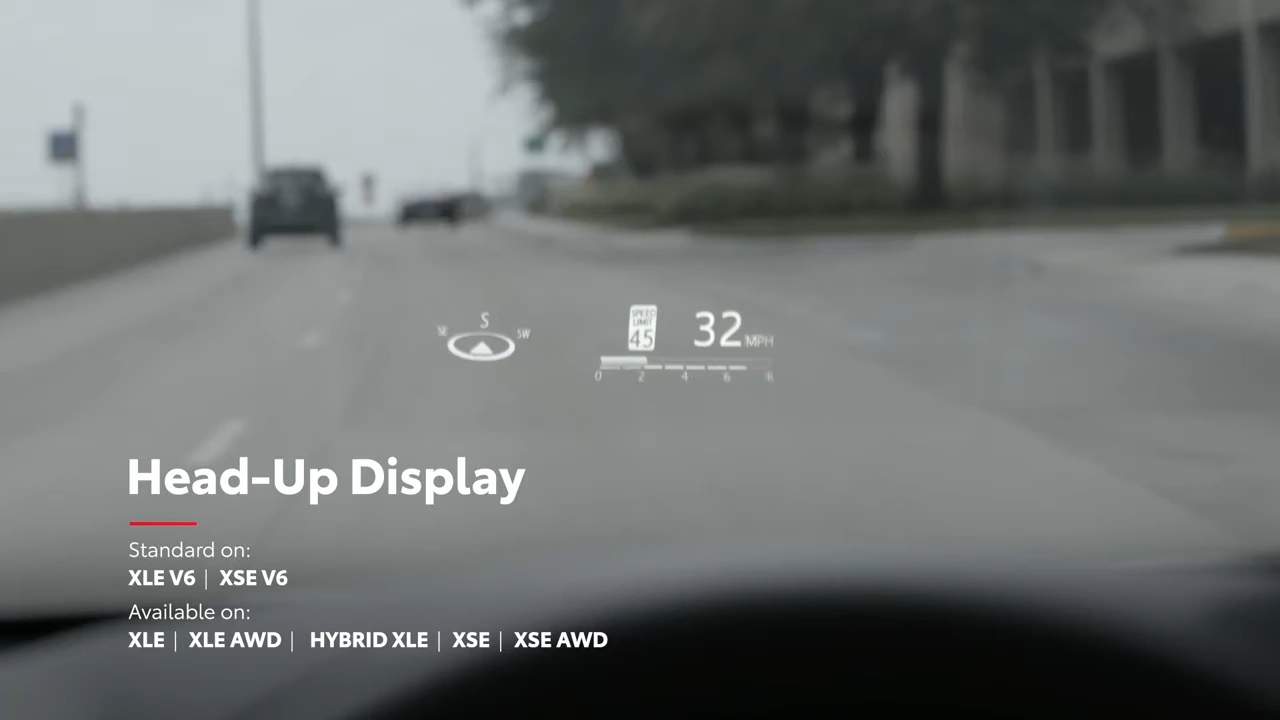 S
SE SW
SPEED
LIMIT
45
32 MPH
0 2 4 6 8
Head-Up Display
Standard on:
XLE V6 | XSE V6
Available on:
XLE | XLE AWD | HYBRID XLE | XSE | XSE AWD